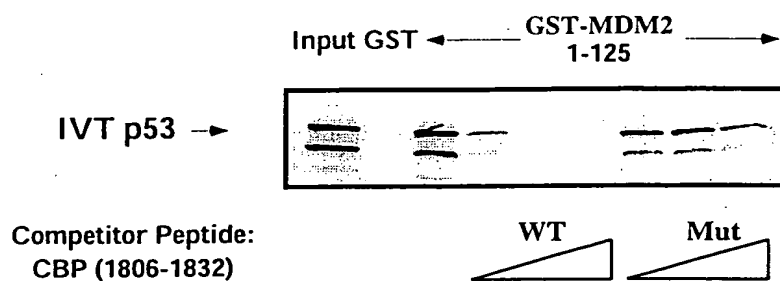 Input GST
GST-MDM2
1-125
IVT p53
WT
Mut
Competitor Peptide:
CBP (1806-1832)